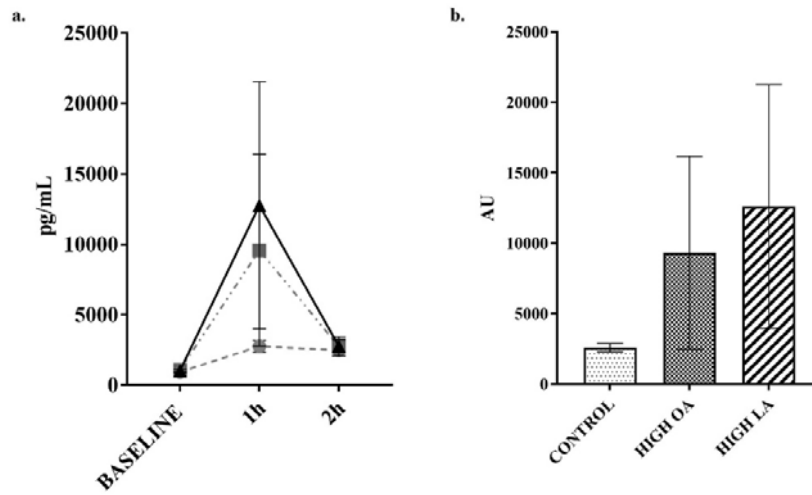 a.
pg/mL
25000
20000
15000
10000
5000
0
BASELINE
1h
2h
b.
AU
25000
20000
15000
10000
5000
0
CONTROL
HIGH OA
HIGH LA